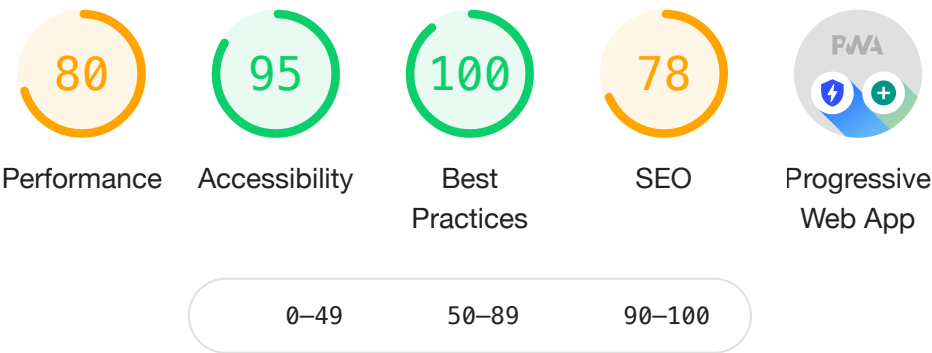 80 95 100 78 PWA
Performance Accessibility Best SEO Progressive
Practices Web App
0–49 50–89 90–100